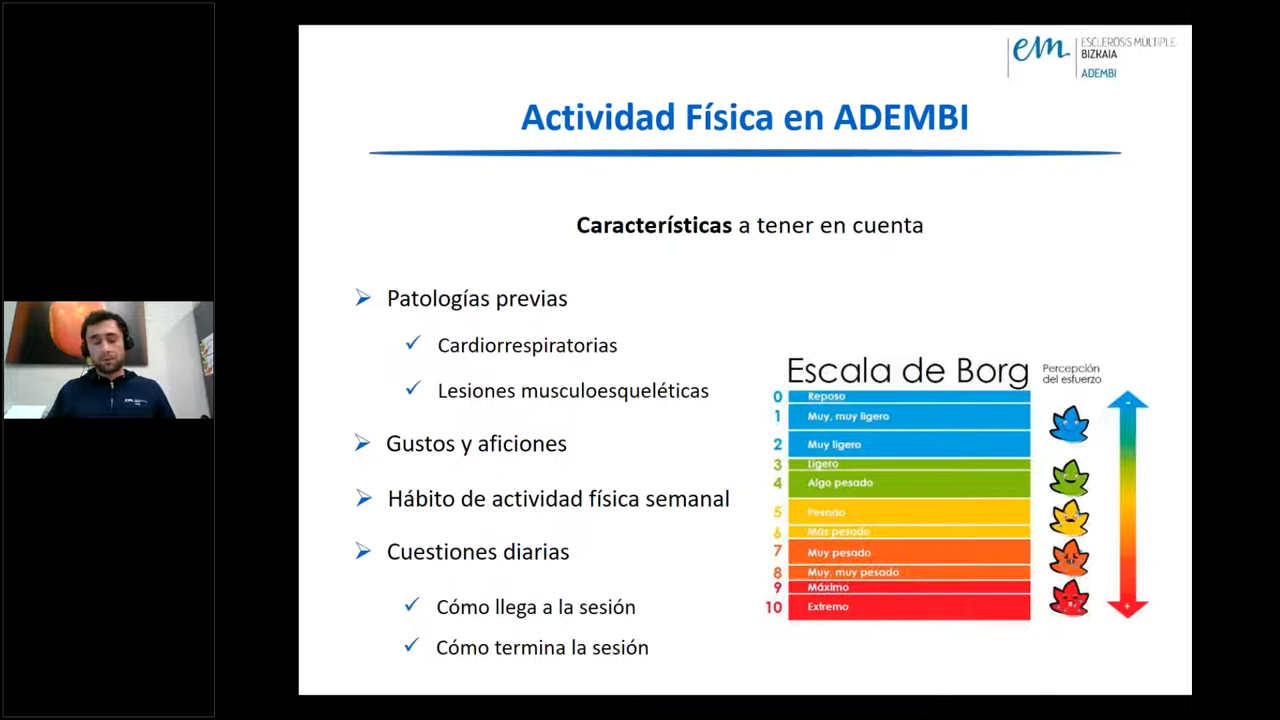 em
ESCLEROSIS MÚLTIPLE
BIZKAIA
ADEMBI
Actividad Física en ADEMBI
Características a tener en cuenta
Patologías previas
Cardiorrespiratorias
Lesiones musculoesqueléticas
Gustos y aficiones
Hábito de actividad física semanal
Cuestiones diarias
Cómo llega a la sesión
Cómo termina la sesión
Escala de Borg
Percepción
del esfuerzo
0 Reposo
1 Muy, muy ligero
2 Muy ligero
3 Ligero
4 Algo pesado
5 Pesado
6 Más pesado
7 Muy pesado
8 Muy, muy pesado
9 Máximo
10 Extremo
-
+